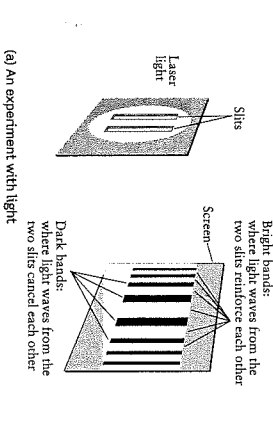 Laser
light
Slits
Screen
Bright bands:
where light waves from the
two slits reinforce each other
Dark bands:
where light waves from the
two slits cancel each other
(a) An experiment with light